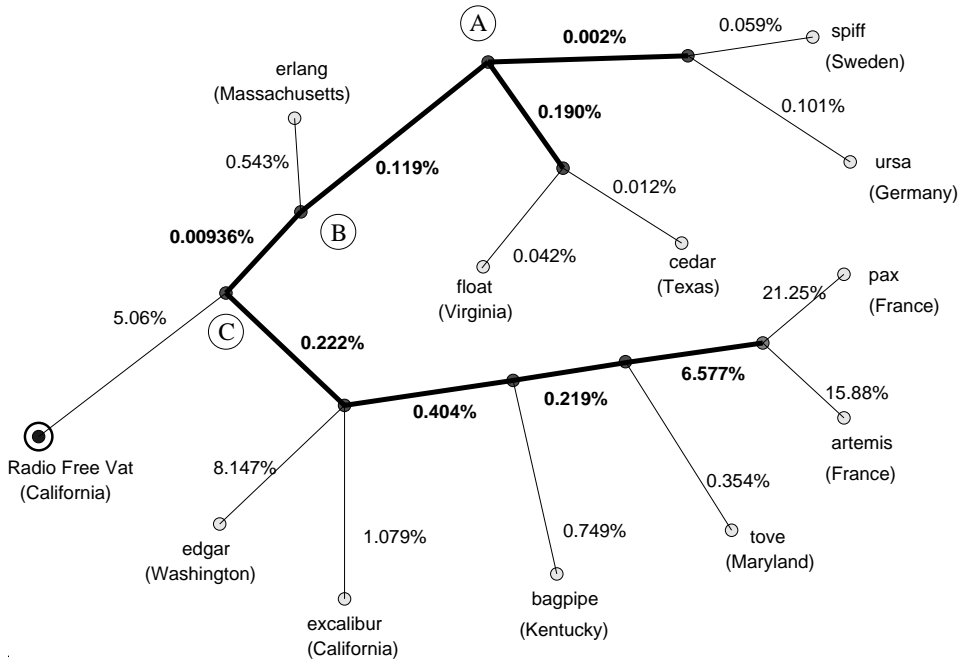 A
0.002%
0.059%
spiff
(Sweden)
erlang
(Massachusetts)
0.190%
0.101%
0.543%
0.119%
ursa
(Germany)
0.012%
B
0.00936%
0.042%
cedar
(Texas)
float
(Virginia)
pax
(France)
21.25%
5.06%
C
0.222%
6.577%
0.404%
0.219%
15.88%
artemis
(France)
Radio Free Vat
(California)
8.147%
0.354%
1.079%
0.749%
tove
(Maryland)
edgar
(Washington)
bagpipe
(Kentucky)
excalibur
(California)